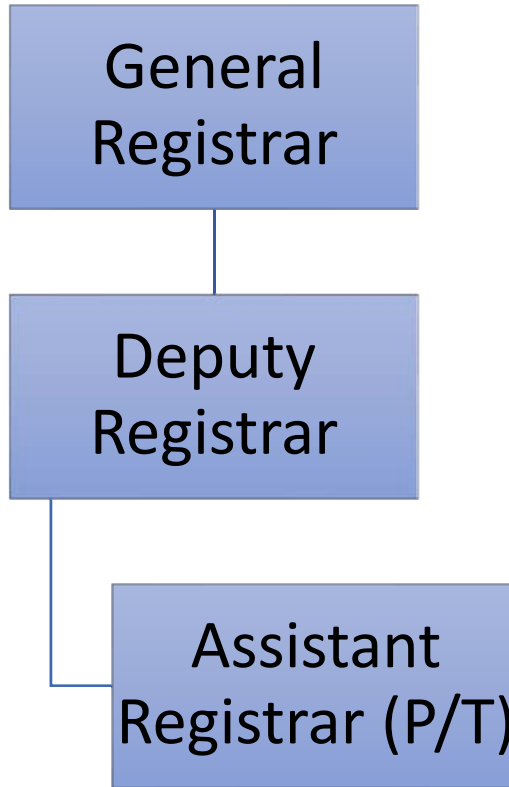 General
Registrar
Deputy
Registrar
Assistant
Registrar (P/T)